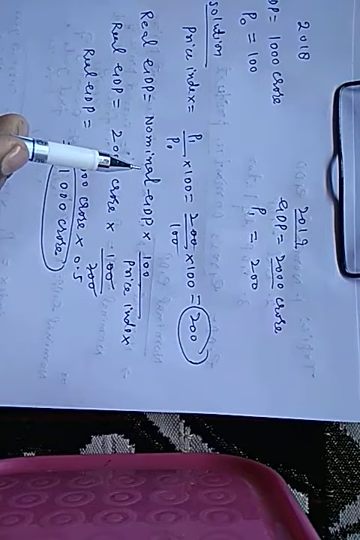 2018 2019
GDP = 1000 crore GDP = 2000 crore
P₀ = 100 P₁ = 200
solution
Price index = P₁/P₀ × 100 = 200/100 × 100 = 200
Real GDP = Nominal GDP × 100/Price index
Real GDP = crore × 100/200
Real GDP = crore × 0.5
1000 crore